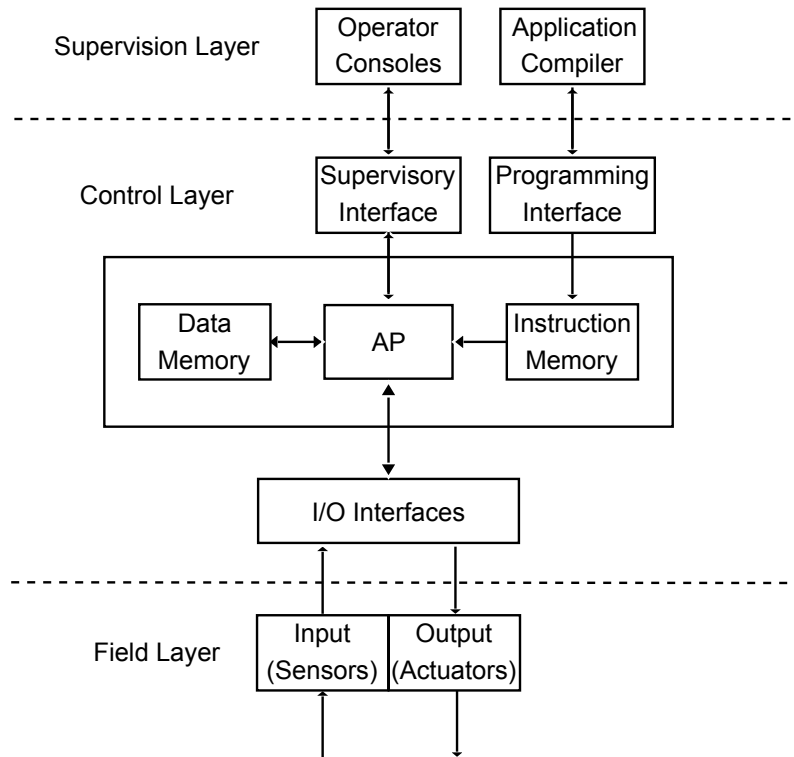 Supervision Layer
Operator
Consoles
Application
Compiler
Control Layer
Supervisory
Interface
Programming
Interface
Data
Memory
AP
Instruction
Memory
I/O Interfaces
Field Layer
Input
(Sensors)
Output
(Actuators)